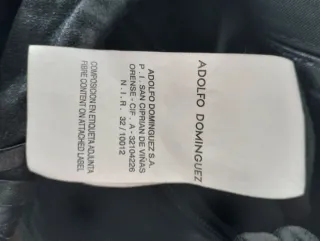 ADOLFO DOMINGUEZ
ADOLFO DOMINGUEZ S.A.
P. I. SAN CIPRIAN DE VIÑAS
ORENSE - CIF. A - 32104226
N . I . R . 32 / 10012
COMPOSICION EN ETIQUETA ADJUNTA
FIBRE CONTENT ON ATTACHED LABEL